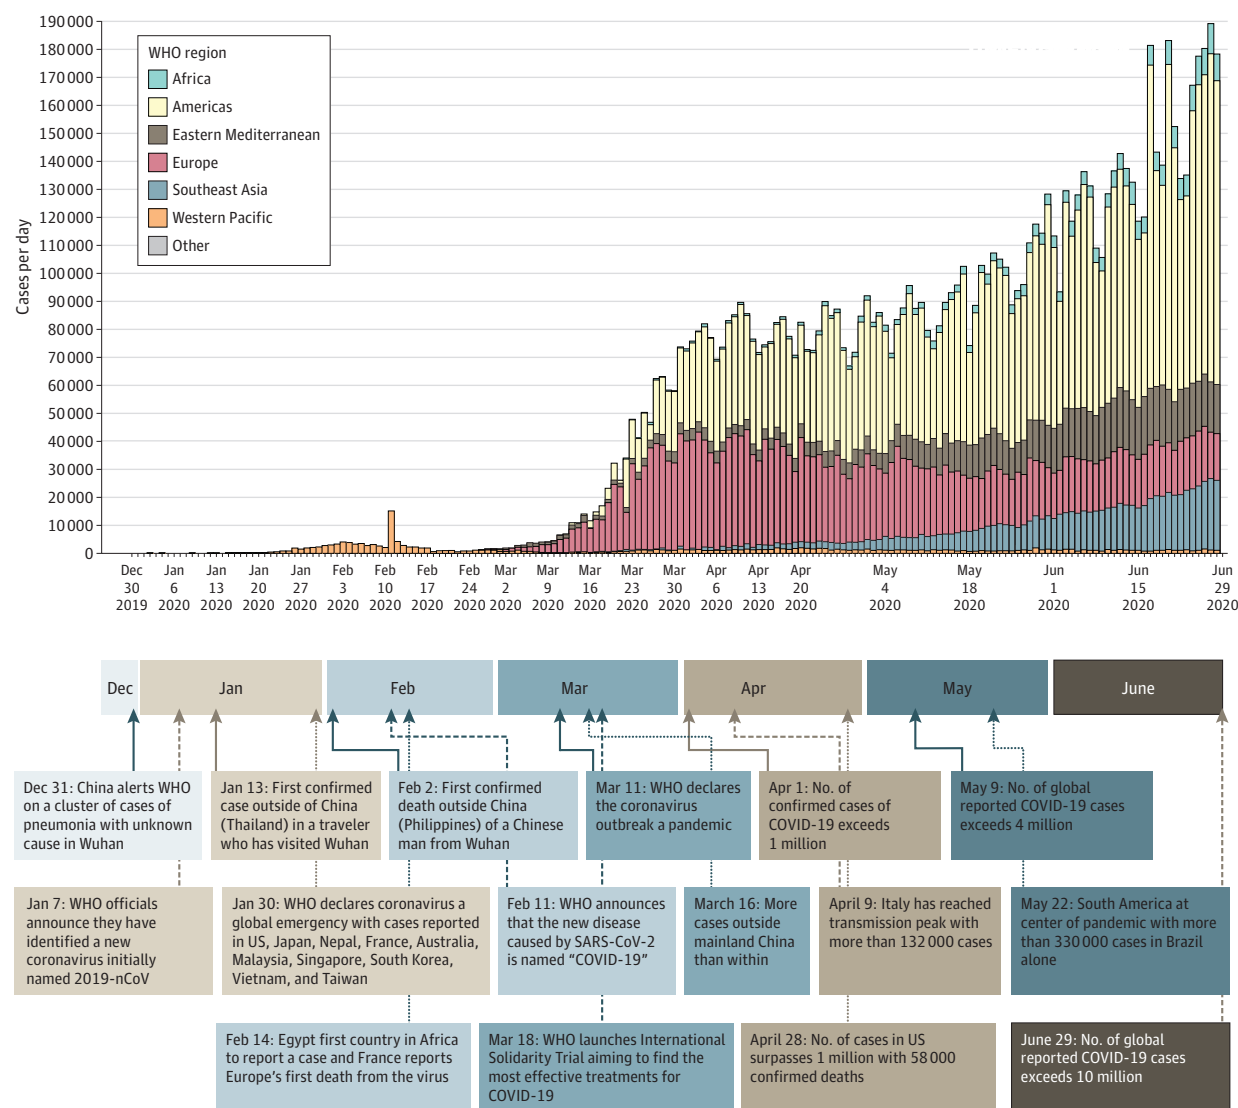 190 000
180 000
170 000
160 000
150 000
140 000
130 000
120 000
110 000
100 000
90 000
80 000
70 000
60 000
50 000
40 000
30 000
20 000
10 000
0
Cases per day
WHO region
Africa
Americas
Eastern Mediterranean
Europe
Southeast Asia
Western Pacific
Other
Dec Jan Jan Jan Jan Feb Feb Feb Feb Mar Mar Mar Mar Mar Apr Apr Apr May May Jun Jun Jun
30 6 13 20 27 3 10 17 24 2 9 16 23 30 6 13 20 4 18 1 15 29
2019 2020 2020 2020 2020 2020 2020 2020 2020 2020 2020 2020 2020 2020 2020 2020 2020 2020 2020 2020 2020 2020
Dec Jan Feb Mar Apr May June
Dec 31: China alerts WHO
on a cluster of cases of
pneumonia with unknown
cause in Wuhan
Jan 13: First confirmed
case outside of China
(Thailand) in a traveler
who has visited Wuhan
Feb 2: First confirmed
death outside China
(Philippines) of a Chinese
man from Wuhan
Mar 11: WHO declares
the coronavirus
outbreak a pandemic
Apr 1: No. of
confirmed cases of
COVID-19 exceeds
1 million
May 9: No. of global
reported COVID-19 cases
exceeds 4 million
Jan 7: WHO officials
announce they have
identified a new
coronavirus initially
named 2019-nCoV
Jan 30: WHO declares coronavirus a
global emergency with cases reported
in US, Japan, Nepal, France, Australia,
Malaysia, Singapore, South Korea,
Vietnam, and Taiwan
Feb 11: WHO announces
that the new disease
caused by SARS-CoV-2
is named “COVID-19”
March 16: More
cases outside
mainland China
than within
April 9: Italy has reached
transmission peak with
more than 132 000 cases
May 22: South America at
center of pandemic with more
than 330 000 cases in Brazil
alone
Feb 14: Egypt first country in Africa
to report a case and France reports
Europe’s first death from the virus
Mar 18: WHO launches International
Solidarity Trial aiming to find the
most effective treatments for
COVID-19
April 28: No. of cases in US
surpasses 1 million with 58 000
confirmed deaths
June 29: No. of global
reported COVID-19 cases
exceeds 10 million